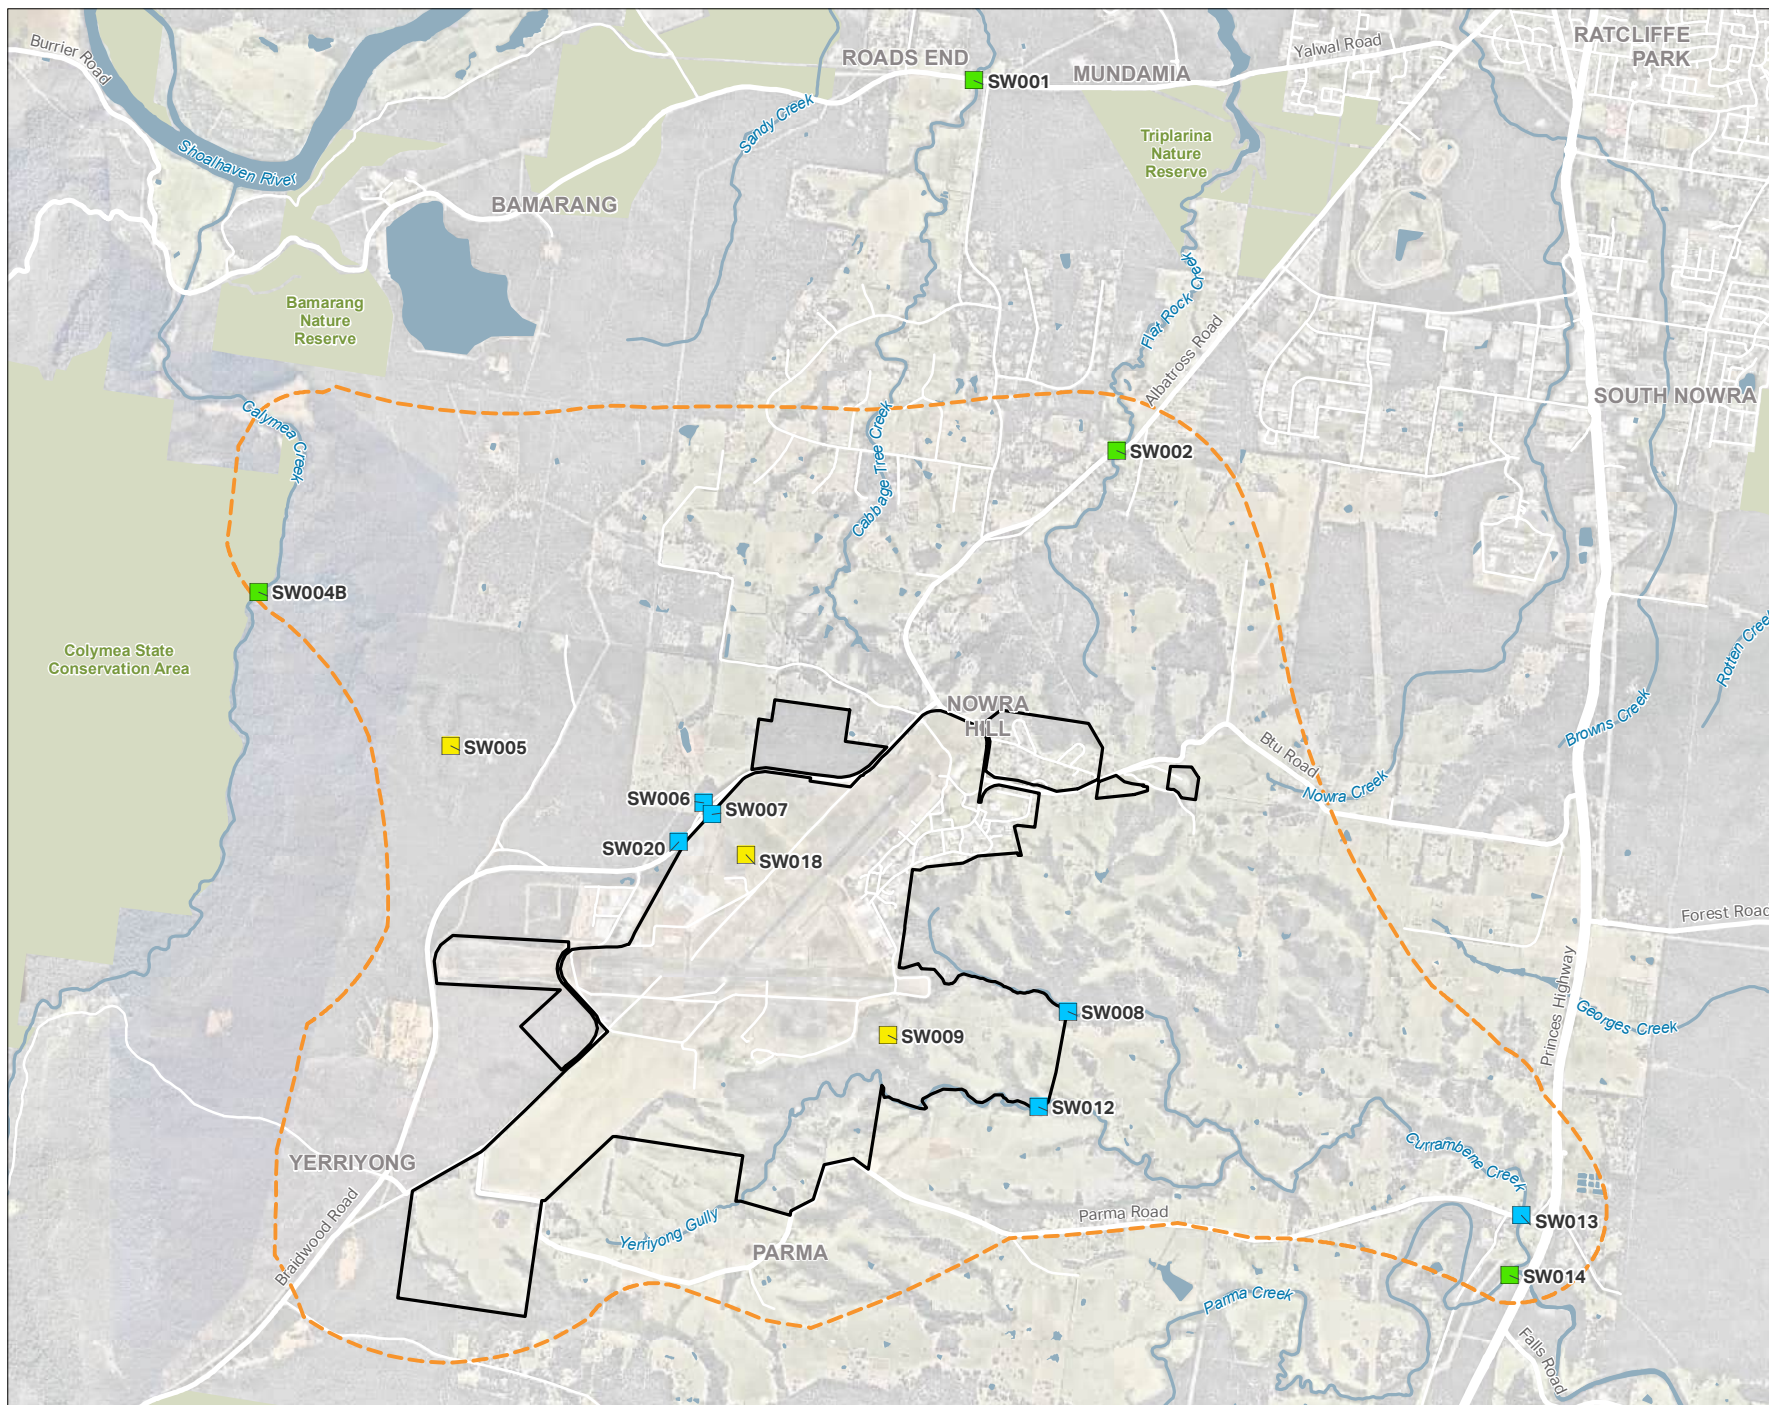 Burrier Road
ROADS END
RATCLIFFE
PARK
Yalwal Road
MUNDAMIA
SW001
Sandy Creek
Shoalhaven River
Triplarina
Nature
Reserve
BAMARANG
Bamarang
Nature
Reserve
Flat Rock Creek
Albatross Road
SOUTH NOWRA
Calymea Creek
Cabbage Tree Creek
SW002
SW004B
Colymea State
Conservation Area
Rotten Creek
Browns Creek
NOWRA
HILL
SW005
Btu Road
Nowra Creek
SW006
SW007
SW020
SW018
Forest Road
Princes Highway
SW008
Georges Creek
SW009
SW012
Currambene Creek
YERRIYONG
Braidwood Road
Yerriyong Gully
PARMA
Parma Road
SW013
SW014
Parma Creek
Falls Road